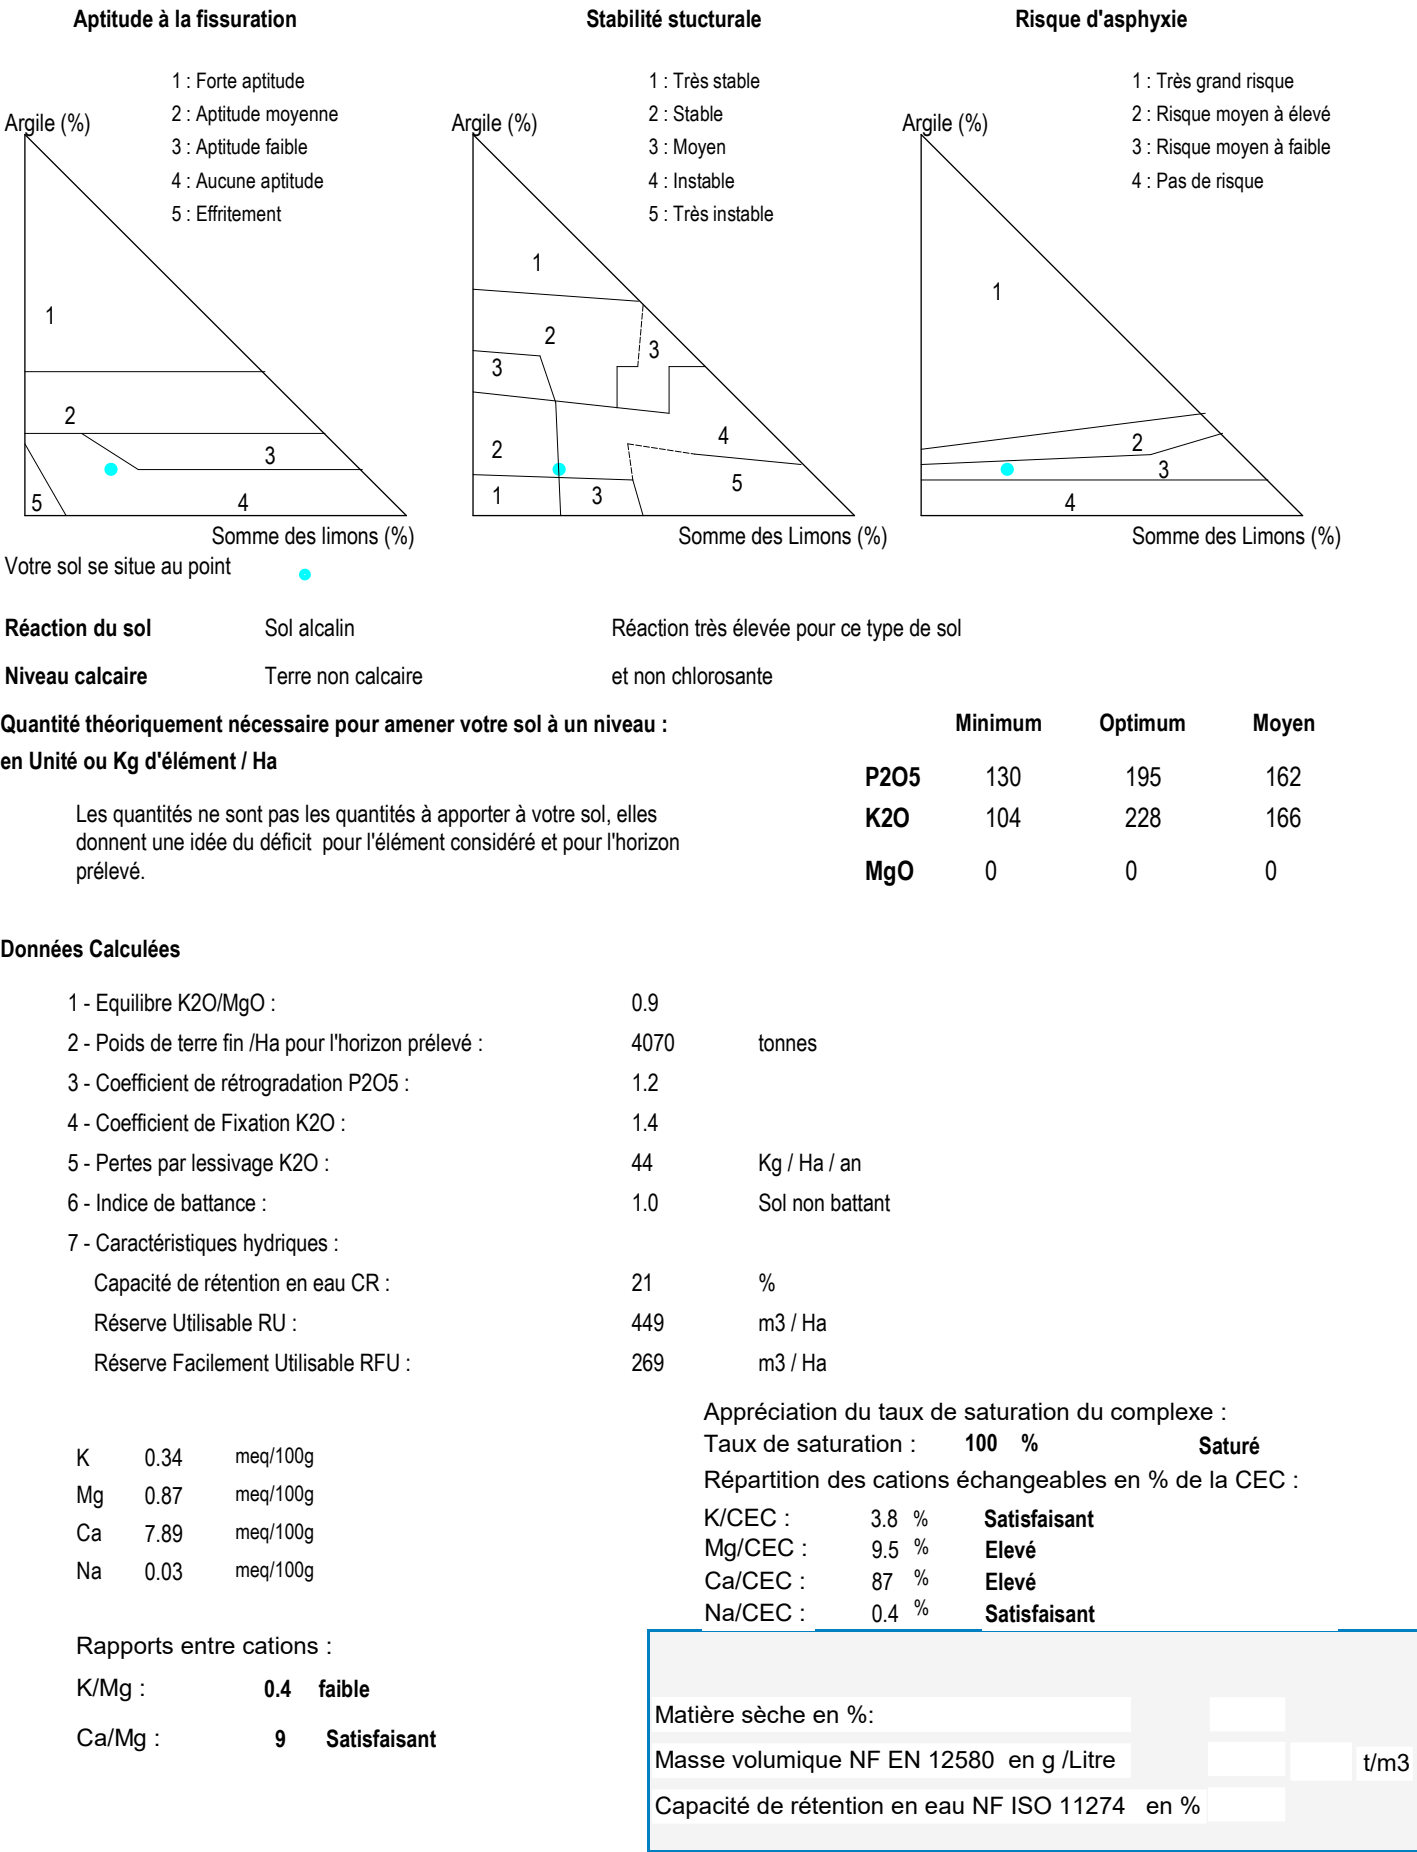 Aptitude à la fissuration
1 : Forte aptitude
2 : Aptitude moyenne
3 : Aptitude faible
4 : Aucune aptitude
5 : Effritement
Argile (%)
1
2
3
5
4
Somme des limons (%)
Stabilité stucturale
1 : Très stable
2 : Stable
3 : Moyen
4 : Instable
5 : Très instable
Argile (%)
1
2
3
3
4
2
5
1
3
Somme des Limons (%)
Risque d'asphyxie
1 : Très grand risque
2 : Risque moyen à élevé
3 : Risque moyen à faible
4 : Pas de risque
Argile (%)
1
2
3
4
Somme des Limons (%)
Votre sol se situe au point
Réaction du sol Sol alcalin Réaction très élevée pour ce type de sol
Niveau calcaire Terre non calcaire et non chlorosante
Quantité théoriquement nécessaire pour amener votre sol à un niveau :
en Unité ou Kg d'élément / Ha
Les quantités ne sont pas les quantités à apporter à votre sol, elles
donnent une idée du déficit pour l'élément considéré et pour l'horizon
prélevé.
Minimum Optimum Moyen
P2O5 130 195 162
K2O 104 228 166
MgO 0 0 0
Données Calculées
1 - Equilibre K2O/MgO : 0.9
2 - Poids de terre fin /Ha pour l'horizon prélevé : 4070 tonnes
3 - Coefficient de rétrogradation P2O5 : 1.2
4 - Coefficient de Fixation K2O : 1.4
5 - Pertes par lessivage K2O : 44 Kg / Ha / an
6 - Indice de battance : 1.0 Sol non battant
7 - Caractéristiques hydriques :
Capacité de rétention en eau CR : 21 %
Réserve Utilisable RU : 449 m3 / Ha
Réserve Facilement Utilisable RFU : 269 m3 / Ha
K 0.34 meq/100g
Mg 0.87 meq/100g
Ca 7.89 meq/100g
Na 0.03 meq/100g
Rapports entre cations :
K/Mg : 0.4 faible
Ca/Mg : 9 Satisfaisant
Appréciation du taux de saturation du complexe :
Taux de saturation : 100 % Saturé
Répartition des cations échangeables en % de la CEC :
K/CEC : 3.8 % Satisfaisant
Mg/CEC : 9.5 % Elevé
Ca/CEC : 87 % Elevé
Na/CEC : 0.4 % Satisfaisant
Matière sèche en %:
Masse volumique NF EN 12580 en g /Litre t/m3
Capacité de rétention en eau NF ISO 11274 en %